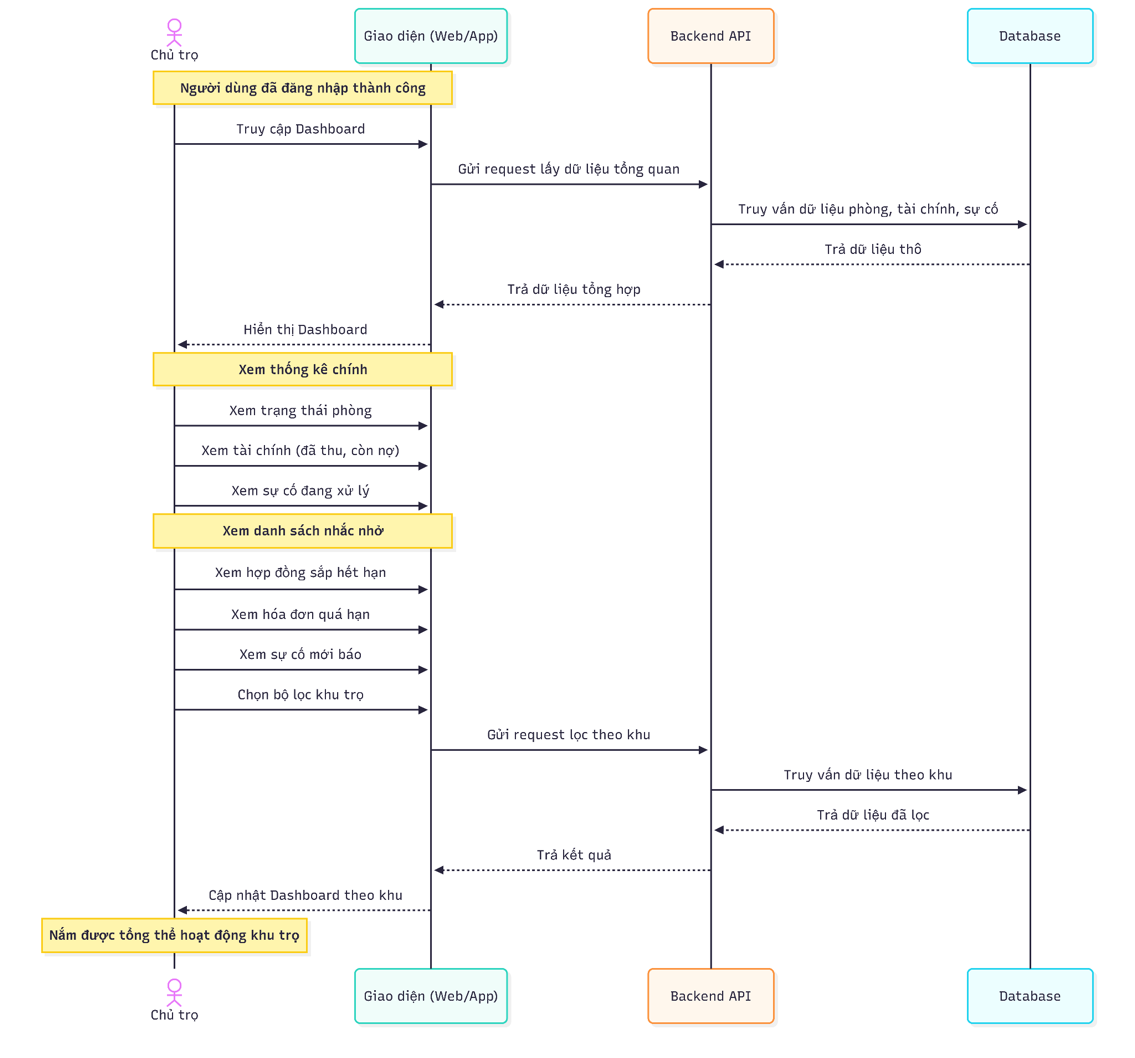 Chủ trọ
Giao diện (Web/App)
Backend API
Database
Người dùng đã đăng nhập thành công
Truy cập Dashboard
Gửi request lấy dữ liệu tổng quan
Truy vấn dữ liệu phòng, tài chính, sự cố
Trả dữ liệu thô
Trả dữ liệu tổng hợp
Hiển thị Dashboard
Xem thống kê chính
Xem trạng thái phòng
Xem tài chính (đã thu, còn nợ)
Xem sự cố đang xử lý
Xem danh sách nhắc nhở
Xem hợp đồng sắp hết hạn
Xem hóa đơn quá hạn
Xem sự cố mới báo
Chọn bộ lọc khu trọ
Gửi request lọc theo khu
Truy vấn dữ liệu theo khu
Trả dữ liệu đã lọc
Trả kết quả
Cập nhật Dashboard theo khu
Nắm được tổng thể hoạt động khu trọ
Chủ trọ
Giao diện (Web/App)
Backend API
Database